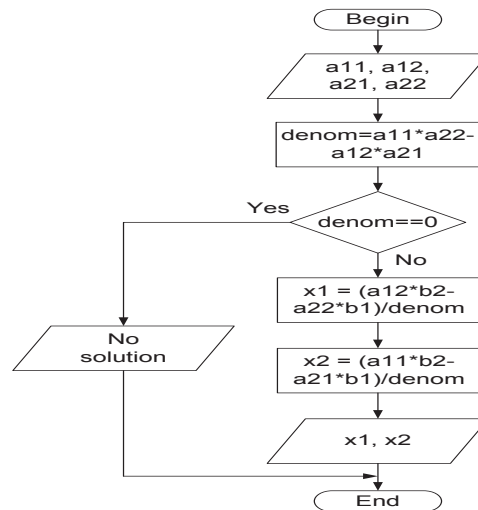 Begin
a11, a12,
a21, a22
denom=a11*a22-
a12*a21
Yes
denom==0
No
x1 = (a12*b2-
a22*b1)/denom
No
solution
x2 = (a11*b2-
a21*b1)/denom
x1, x2
End